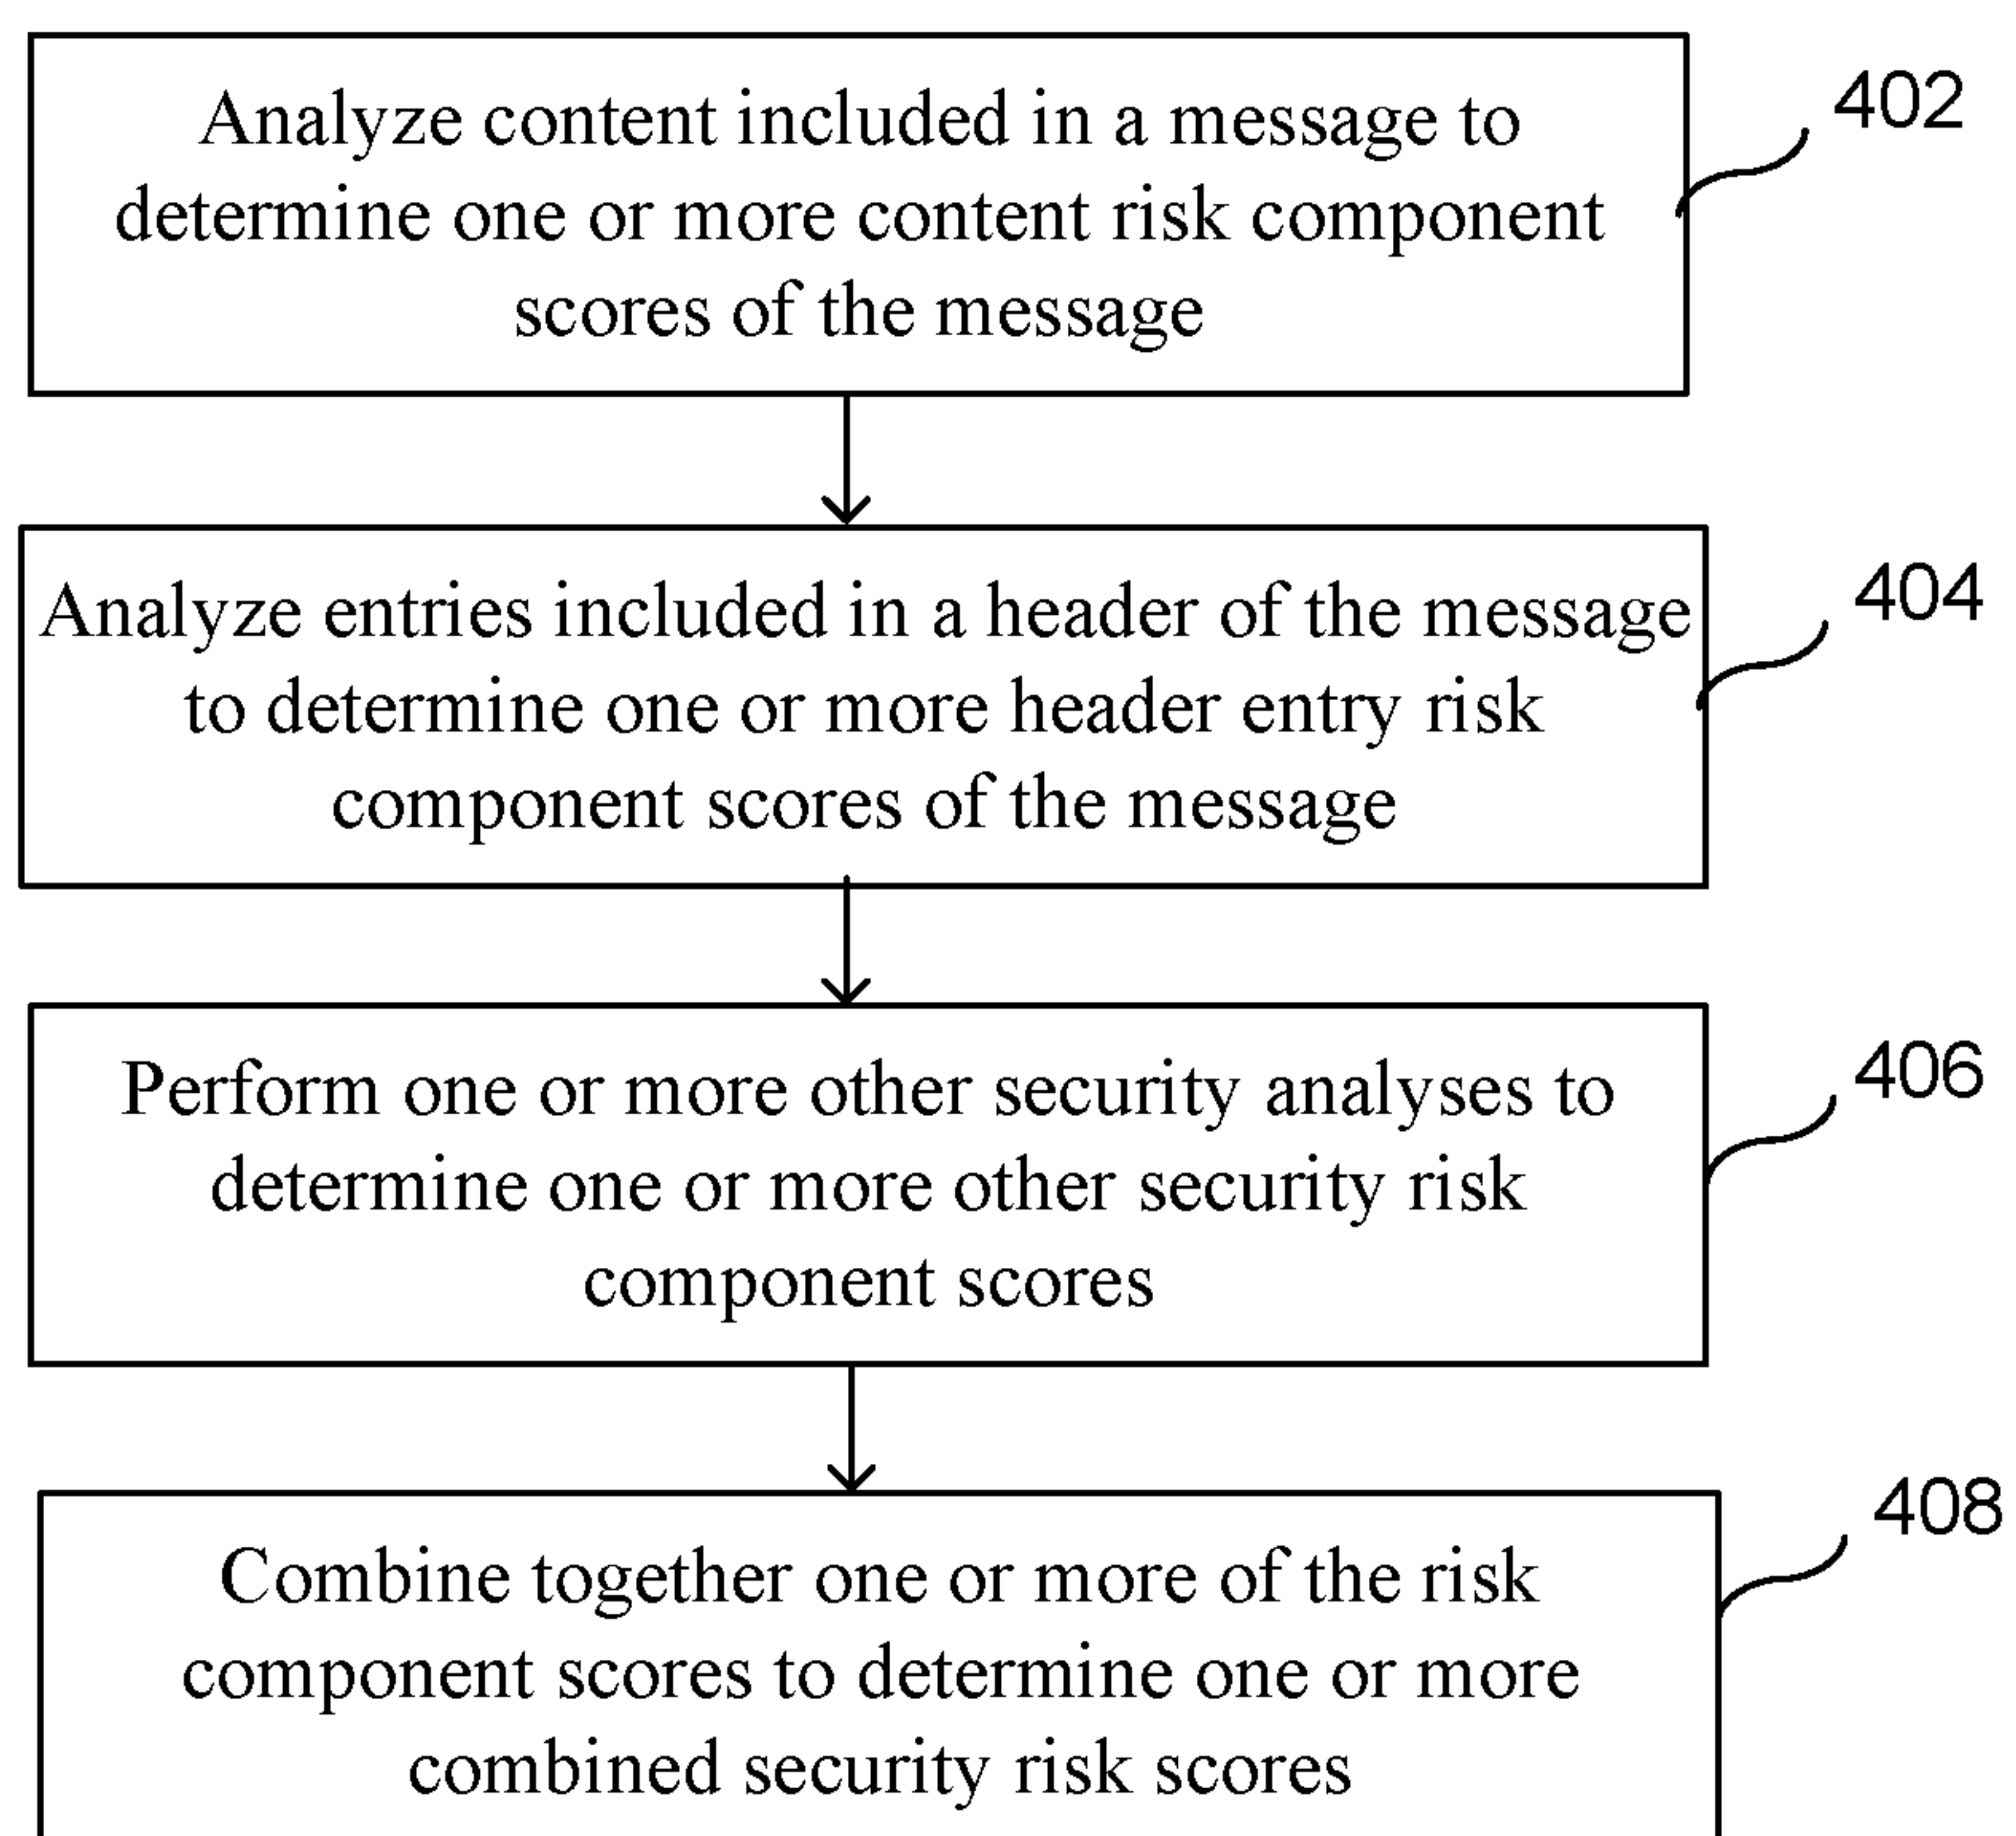 Analyze content included in a message to
402
determine one or more content risk component
scores of the message
Analyze entries included in a header of the message
404
to determine one or more header entry risk
component scores of the message
Perform one or more other security analyses to
406
determine one or more other security risk
component scores
408
Combine together one or more of the risk
component scores to determine one or more
combined security risk scores